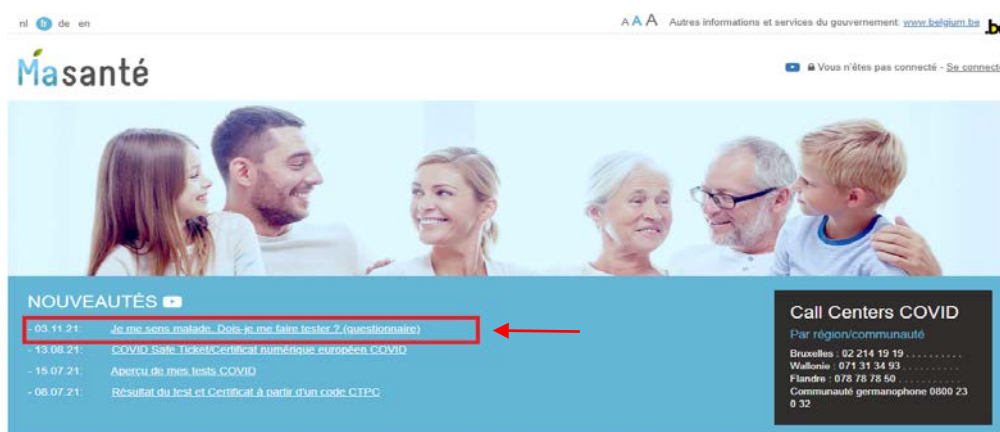 nl fr de en
A A A Autres informations et services du gouvernement: www.belgium.be
.be
Masanté
Vous n'êtes pas connecté - Se connecte
NOUVEAUTÉS
- 03.11.21: Je me sens malade. Dois-je me faire tester ? (questionnaire)
- 13.08.21: COVID Safe Ticket/Certificat numérique européen COVID
- 15.07.21: Aperçu de mes tests COVID
- 08.07.21: Résultat du test et Certificat à partir d'un code CTPC
Call Centers COVID
Par région/communauté
Bruxelles : 02 214 19 19 . . . . . . . . . .
Wallonie : 071 31 34 93 . . . . . . . . . .
Flandre : 078 78 78 50 . . . . . . . . . . .
Communauté germanophone 0800 23
0 32